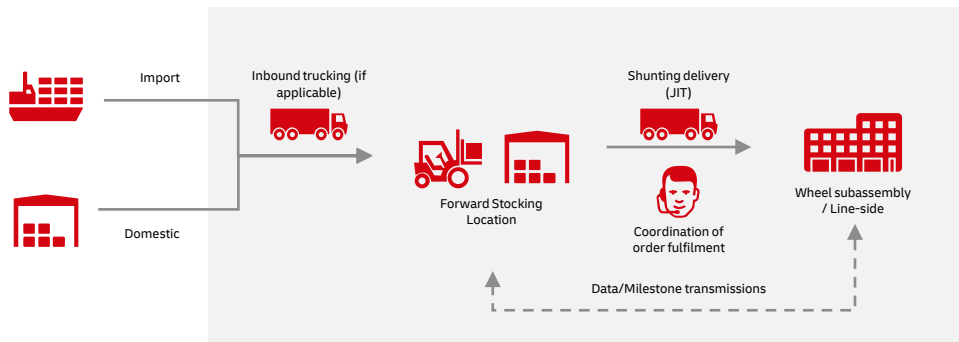 Import
Domestic
Inbound trucking (if
applicable)
Forward Stocking
Location
Shunting delivery
(JIT)
Coordination of
order fulfilment
Wheel subassembly
/ Line-side
Data/Milestone transmissions